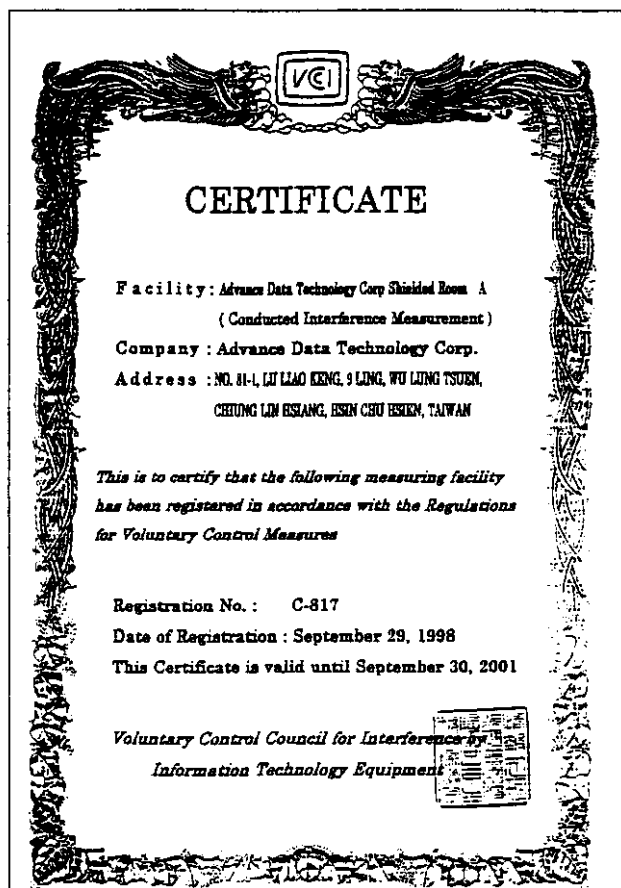 VCI
CERTIFICATE
Facility : Advance Data Technology Corp Shielded Room A
( Conducted Interference Measurement )
Company : Advance Data Technology Corp.
Address : NO. 81-1, LU LIAO KENG, 9 LING, WU LUNG TSUEN,
CHIUNG LIN HSIANG, HSIN CHU HSIEN, TAIWAN
This is to certify that the following measuring facility
has been registered in accordance with the Regulations
for Voluntary Control Measures
Registration No. : C-817
Date of Registration : September 29, 1998
This Certificate is valid until September 30, 2001
Voluntary Control Council for Interference by
Information Technology Equipment